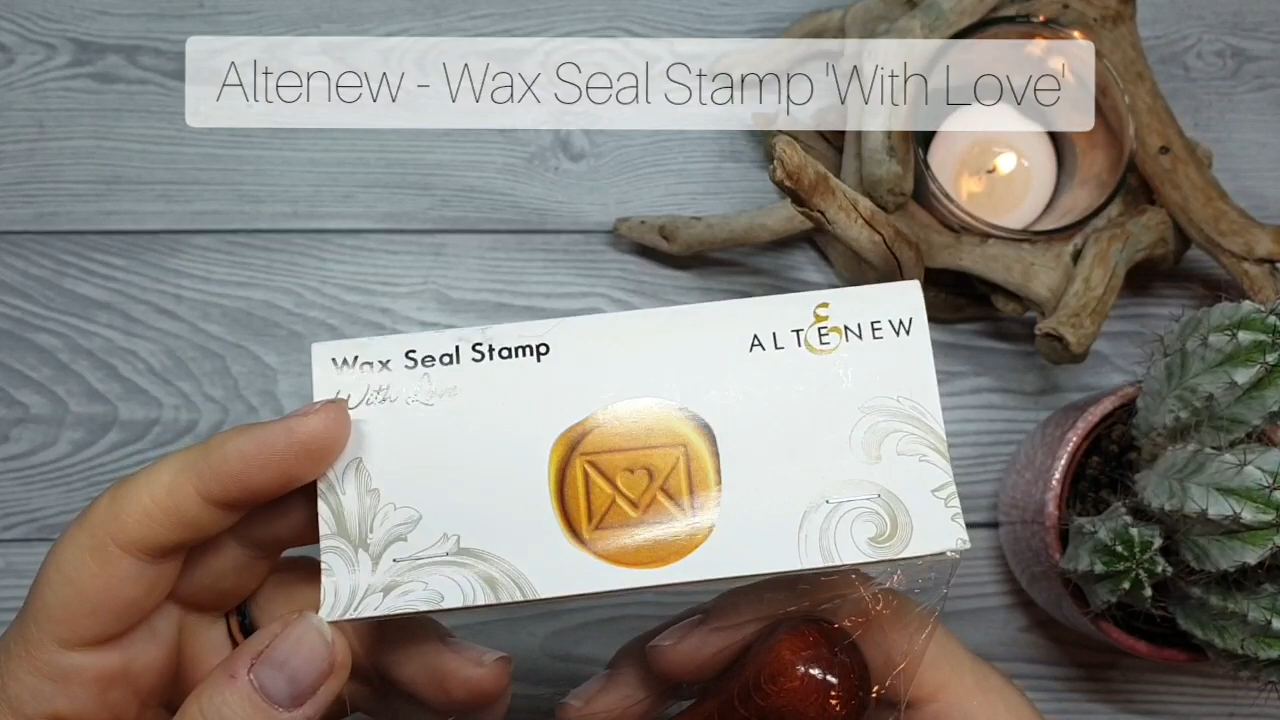 Altenew - Wax Seal Stamp 'With Love'
Wax Seal Stamp
ALTENEW
With Love